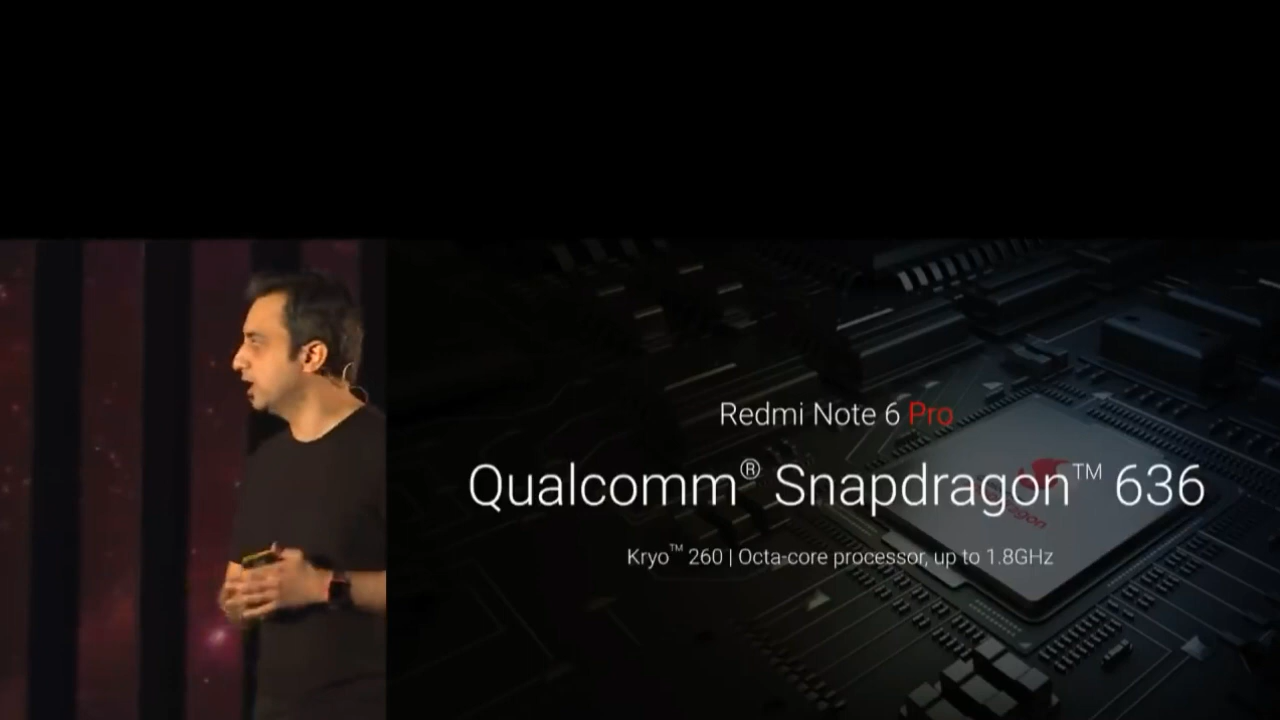 Redmi Note 6 Pro
Qualcomm® Snapdragon™ 636
Kryo™ 260 | Octa-core processor, up to 1.8GHz